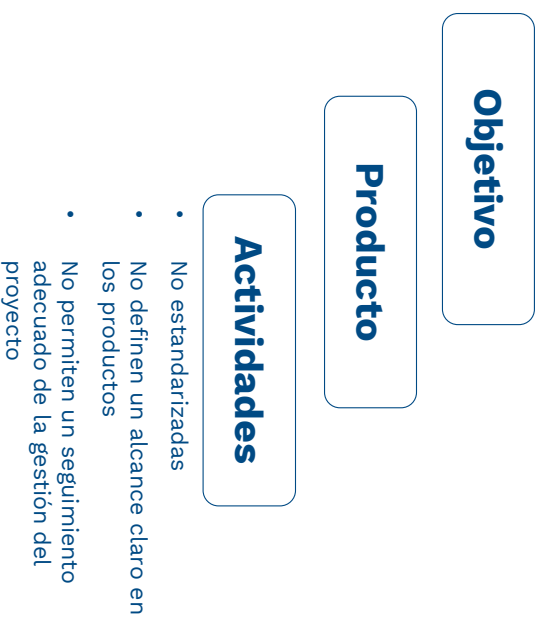 Objetivo
Producto
Actividades
• No estandarizadas
• No definen un alcance claro en
los productos
• No permiten un seguimiento
adecuado de la gestión del
proyecto